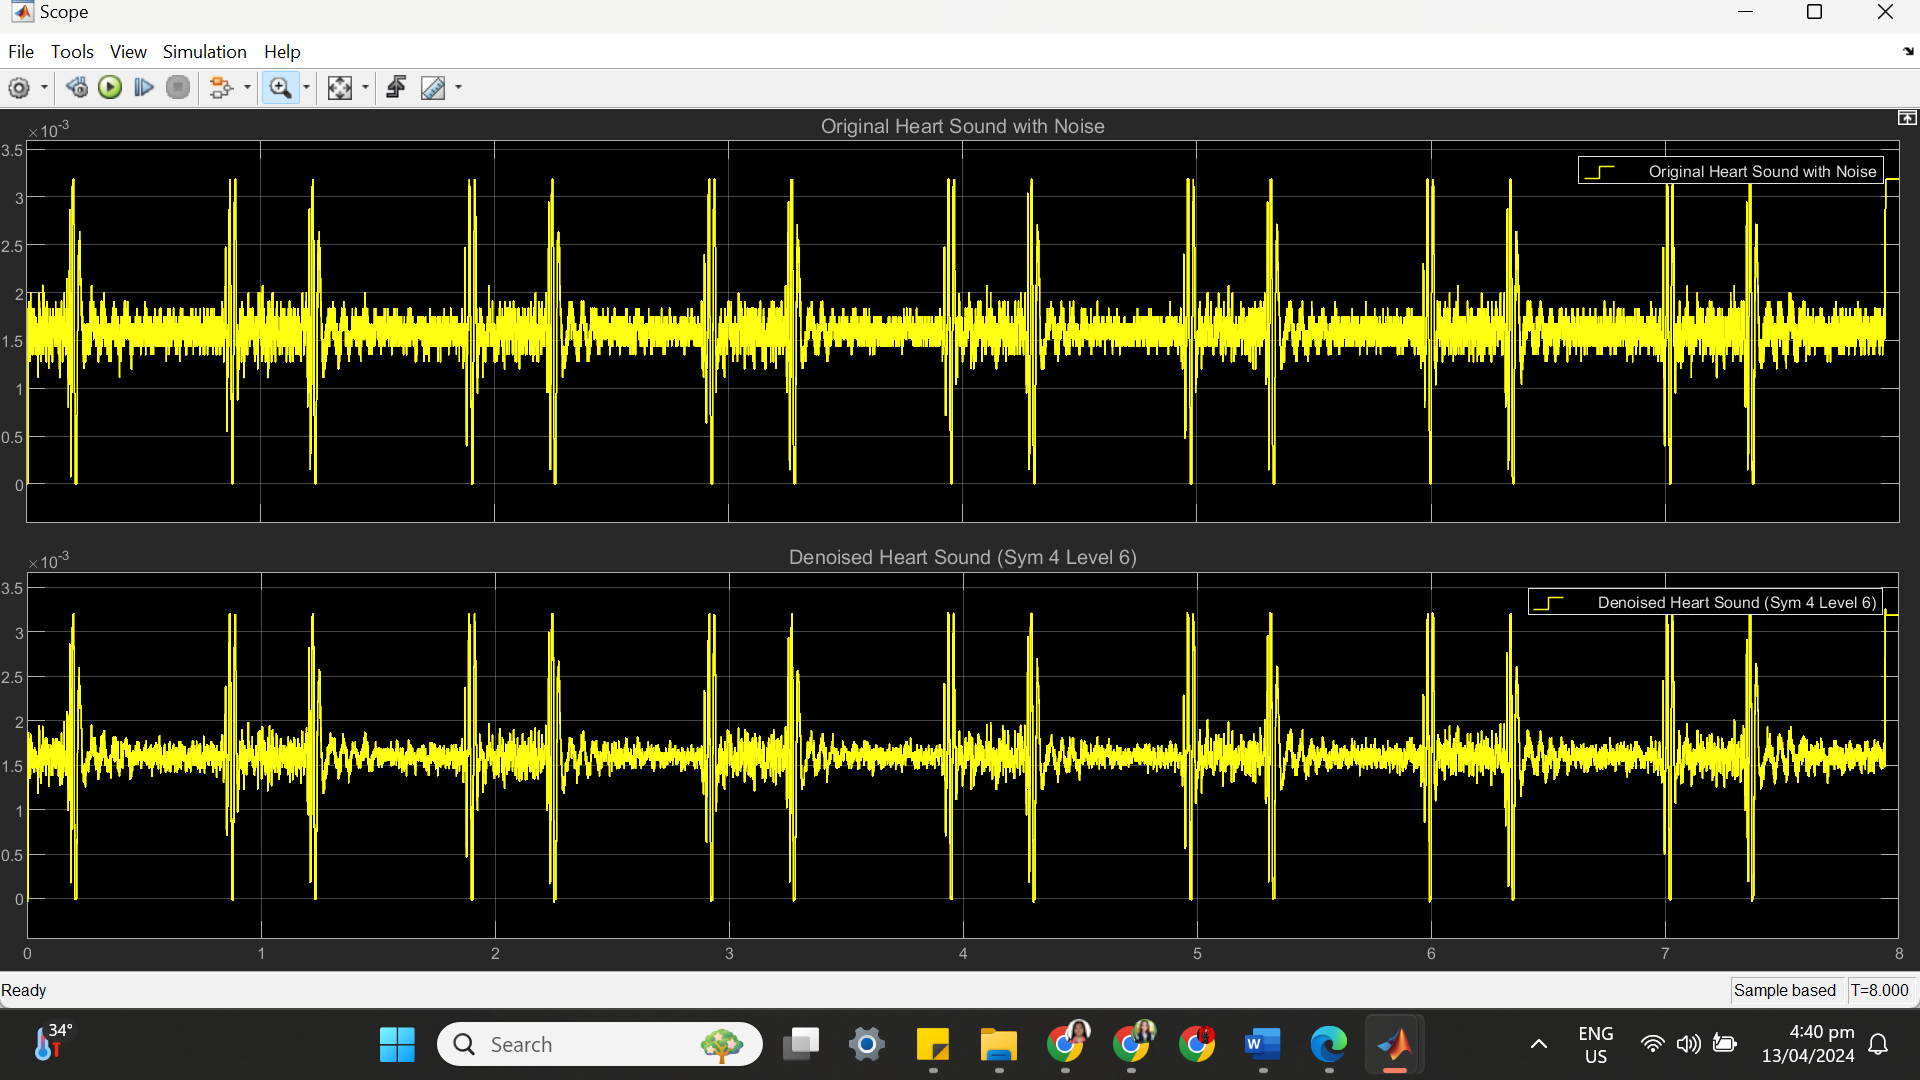 Scope
File Tools View Simulation Help
×10-3
Original Heart Sound with Noise
3.5
Original Heart Sound with Noise
3
2.5
2
1.5
1
0.5
0
×10-3
Denoised Heart Sound (Sym 4 Level 6)
3.5
Denoised Heart Sound (Sym 4 Level 6)
3
2.5
2
1.5
1
0.5
0
0 1 2 3 4 5 6 7 8
Ready Sample based T=8.000
34°
Search
W
ENG
US
4:40 pm
13/04/2024